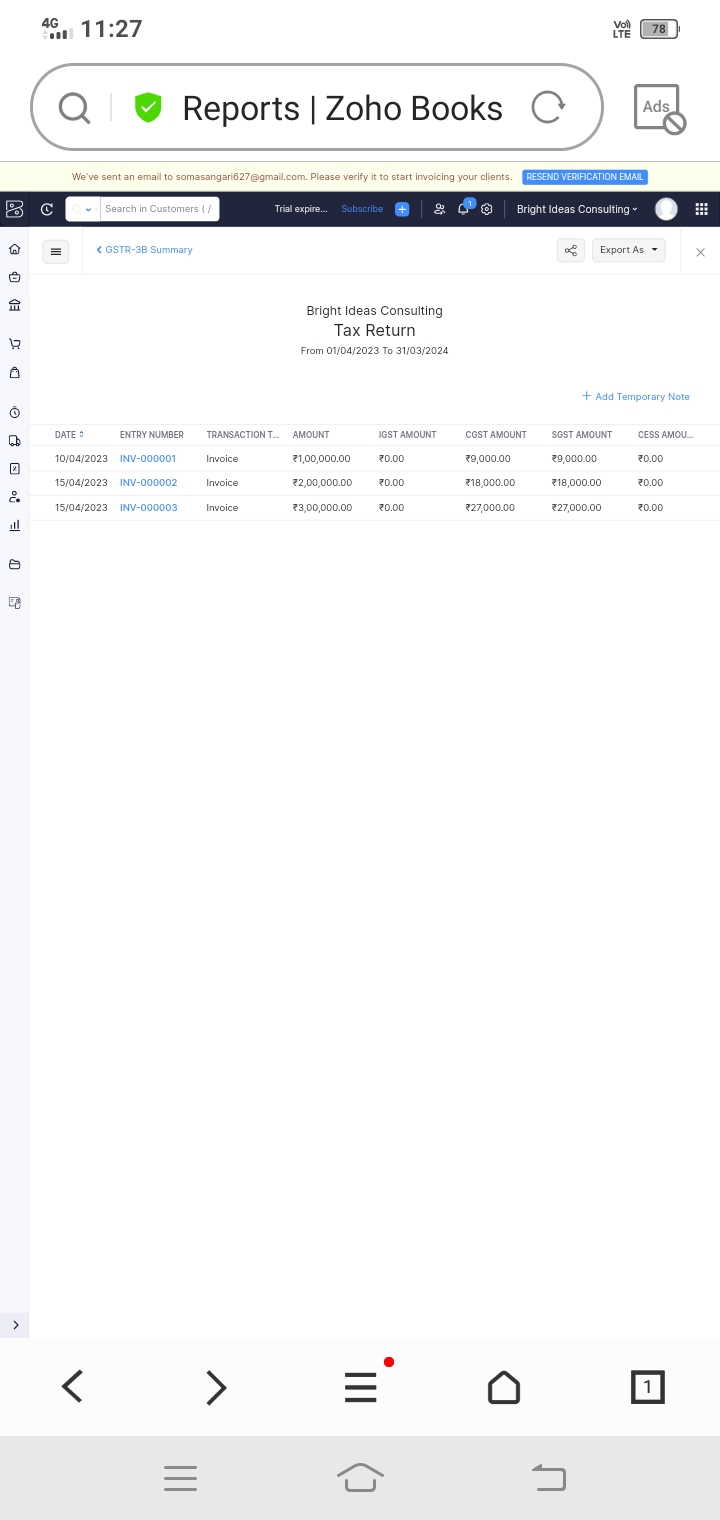 4G 11:27 Vo)) LTE 78
Reports | Zoho Books Ads
We've sent an email to somasangari627@gmail.com. Please verify it to start invoicing your clients. RESEND VERIFICATION EMAIL
Search in Customers ( / Trial expire... Subscribe 1 Bright Ideas Consulting
GSTR-3B Summary Export As
Bright Ideas Consulting
Tax Return
From 01/04/2023 To 31/03/2024
Add Temporary Note
DATE ENTRY NUMBER TRANSACTION T... AMOUNT IGST AMOUNT CGST AMOUNT SGST AMOUNT CESS AMOU...
10/04/2023 INV-000001 Invoice ₹1,00,000.00 ₹0.00 ₹9,000.00 ₹9,000.00 ₹0.00
15/04/2023 INV-000002 Invoice ₹2,00,000.00 ₹0.00 ₹18,000.00 ₹18,000.00 ₹0.00
15/04/2023 INV-000003 Invoice ₹3,00,000.00 ₹0.00 ₹27,000.00 ₹27,000.00 ₹0.00
1